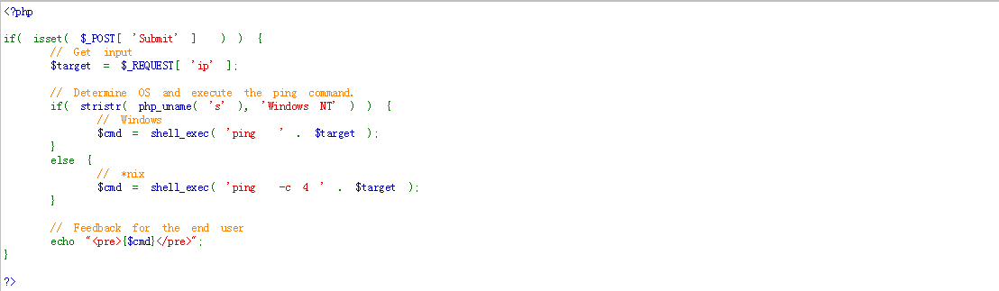 <?php
if( isset( $_POST[ 'Submit' ]  ) ) {
    // Get input
    $target = $_REQUEST[ 'ip' ];
    // Determine OS and execute the ping command.
    if( stristr( php_uname( 's' ), 'Windows NT' ) ) {
        // Windows
        $cmd = shell_exec( 'ping  ' . $target );
    }
    else {
        // *nix
        $cmd = shell_exec( 'ping  -c 4 ' . $target );
    }
    // Feedback for the end user
    echo "<pre>{$cmd}</pre>";
}
?>